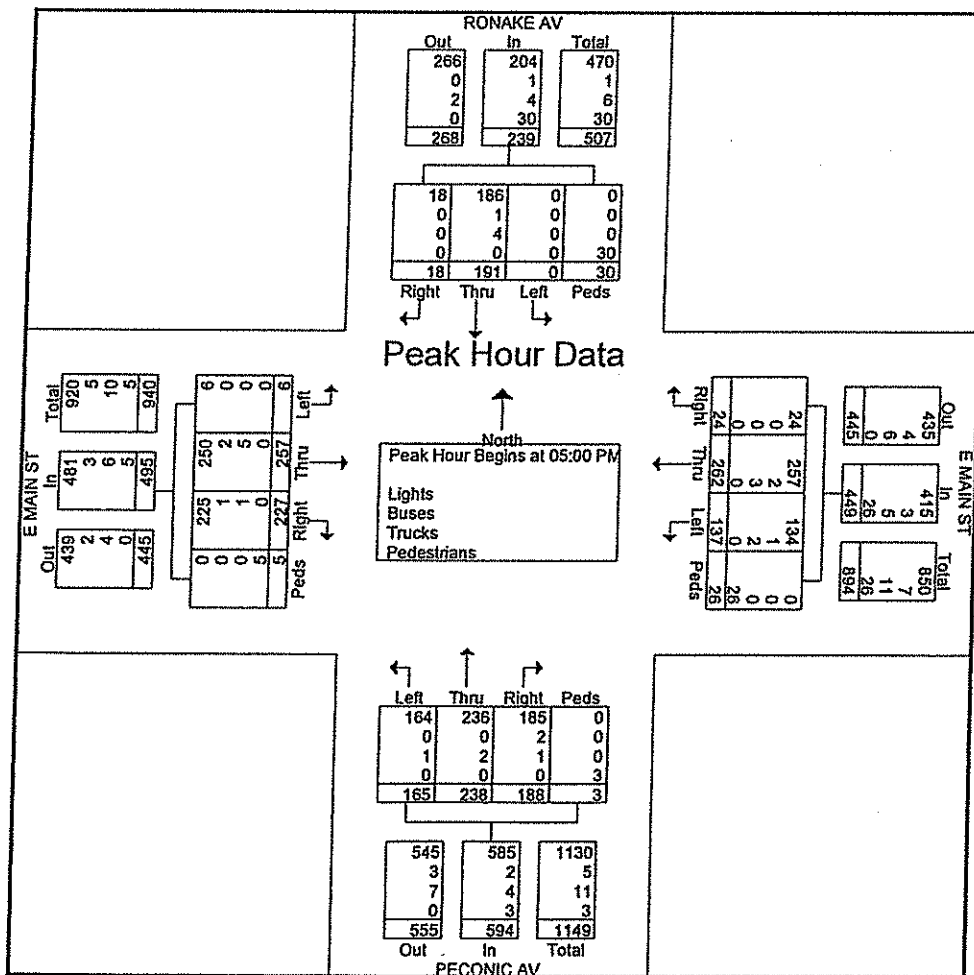 RONAKE AV
Out In Total
266 204 470
0 1 1
2 4 6
0 30 30
268 239 507
18 186 0 0
0 1 0 0
0 4 0 0
0 0 0 30
18 191 0 30
Right Thru Left Peds
Peak Hour Data
E MAIN ST
Total
920 5 10 5 940
In
481 3 6 5 495
Out
439 2 4 0 445
6 0 0 0 6
Left
250 2 5 0 257
Thru
225 1 1 0 227
Right
0 0 0 5 5
Peds
North
Peak Hour Begins at 05:00 PM
Lights
Buses
Trucks
Pedestrians
Right
24 0 0 0 24
Thru
257 2 3 0 262
Left
134 1 2 0 137
Peds
0 0 0 26 26
Out
435 4 6 0 445
In
415 3 5 26 449
Total
850 7 11 26 894
E MAIN ST
Left Thru Right Peds
164 236 185 0
0 0 2 0
1 2 1 0
0 0 0 3
165 238 188 3
545 585 1130
3 2 5
7 4 11
0 3 3
555 594 1149
Out In Total
PECONIC AV